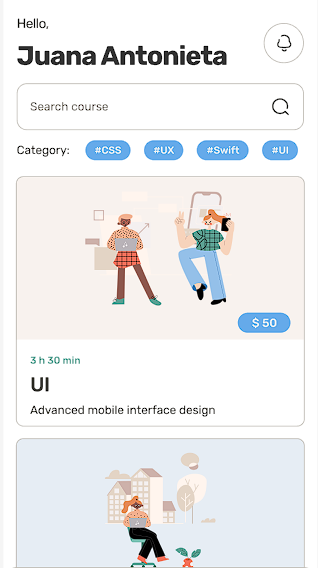 Hello,
Juana Antonieta
Search course
Category: #CSS #UX #Swift #UI
$ 50
3 h 30 min
UI
Advanced mobile interface design